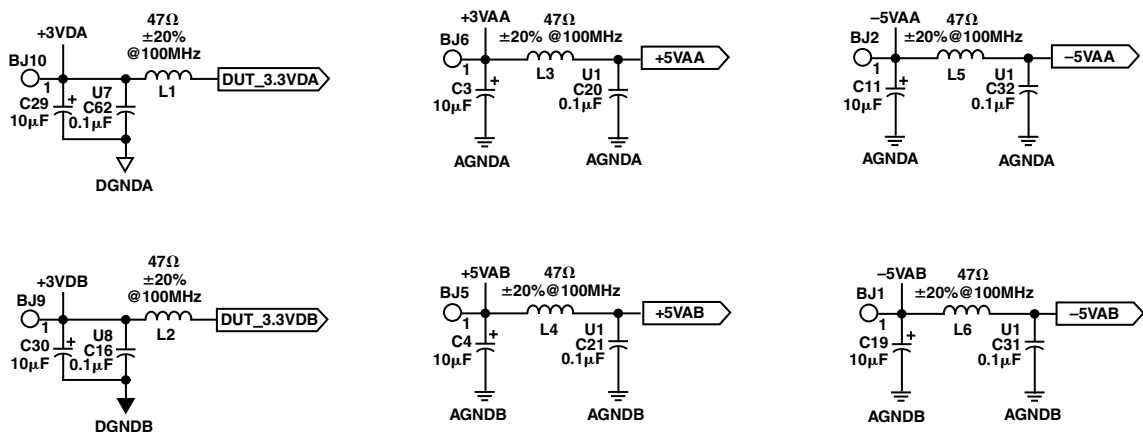 +3VDA
47Ω
±20%
@100MHz
BJ10
1
L1
DUT_3.3VDA
C29
10µF
+
U7
C62
0.1µF
DGNDA
+3VAA
47Ω
±20% @100MHz
BJ6
1
L3
+5VAA
C3
10µF
+
U1
C20
0.1µF
AGNDA
AGNDA
−5VAA
47Ω
±20%@100MHz
BJ2
1
L5
−5VAA
C11
10µF
+
U1
C32
0.1µF
AGNDA
AGNDA
+3VDB
47Ω
±20%
@100MHz
BJ9
1
L2
DUT_3.3VDB
C30
10µF
+
U8
C16
0.1µF
DGNDB
+5VAB
47Ω
±20%@100MHz
BJ5
1
L4
+5VAB
C4
10µF
+
U1
C21
0.1µF
AGNDB
AGNDB
−5VAB
47Ω
±20%@100MHz
BJ1
1
L6
−5VAB
C19
10µF
+
U1
C31
0.1µF
AGNDB
AGNDB